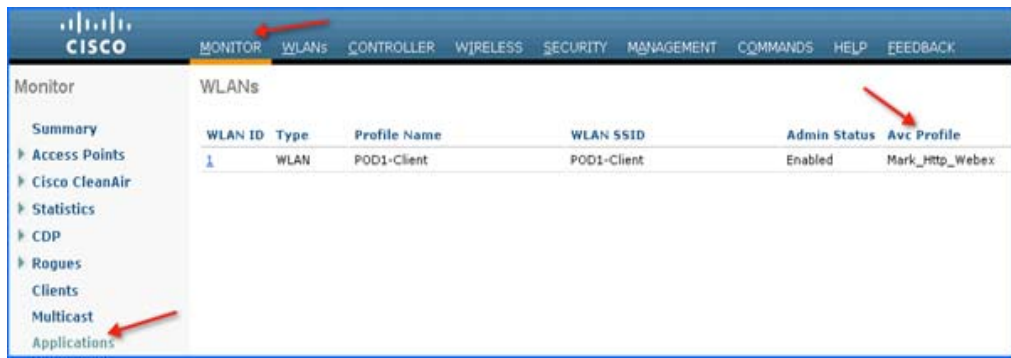 CISCO
MONITOR WLANs CONTROLLER WIRELESS SECURITY MANAGEMENT COMMANDS HELP FEEDBACK
Monitor
Summary
Access Points
Cisco CleanAir
Statistics
CDP
Rogues
Clients
Multicast
Applications
WLANs
WLAN ID Type Profile Name WLAN SSID Admin Status Avc Profile
1 WLAN POD1-Client POD1-Client Enabled Mark_Http_Webex